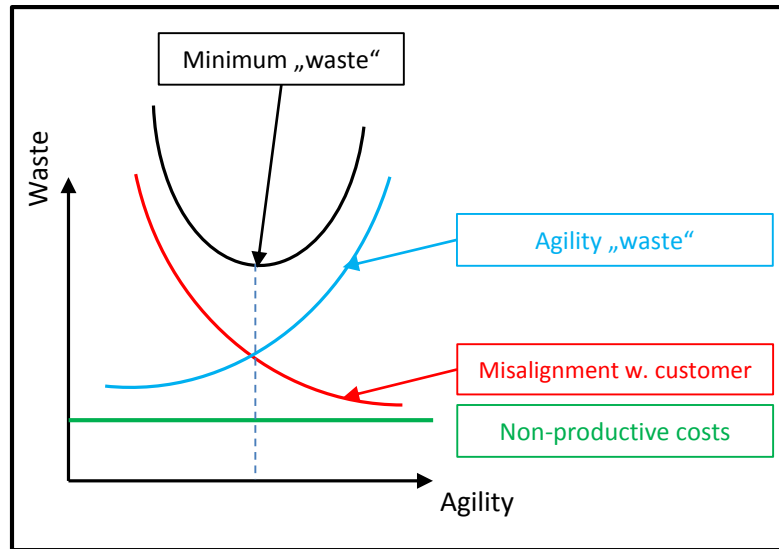 Minimum „waste“
Waste
Agility „waste“
Misalignment w. customer
Non-productive costs
Agility